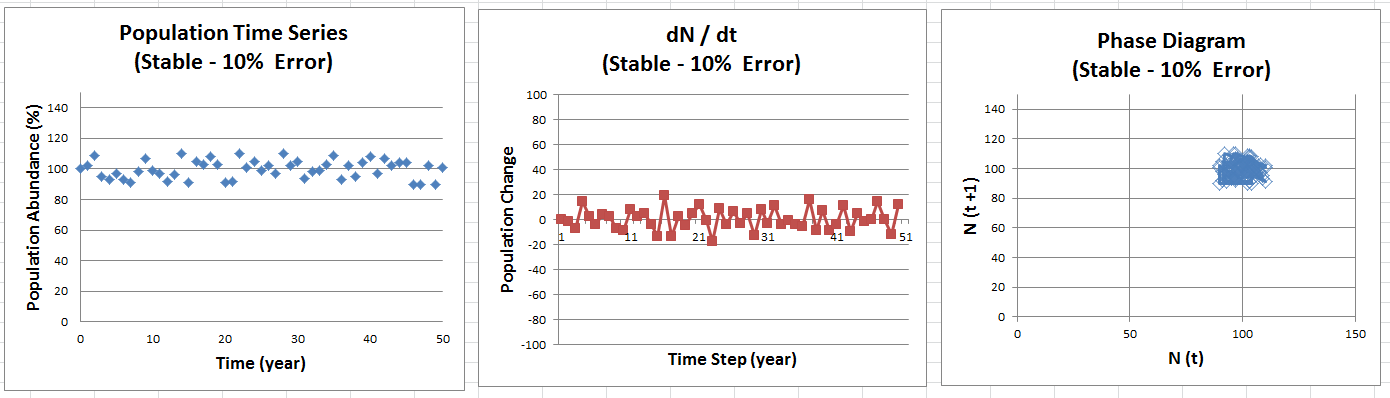 Population Time Series
(Stable - 10% Error)
Population Abundance (%)
140
120
100
80
60
40
20
0
0 10 20 30 40 50
Time (year)
dN / dt
(Stable - 10% Error)
Population Change
100
80
60
40
20
0
-20
-40
-60
-80
-100
1 11 21 31 41 51
Time Step (year)
Phase Diagram
(Stable - 10% Error)
N (t +1)
140
120
100
80
60
40
20
0
0 50 100 150
N (t)